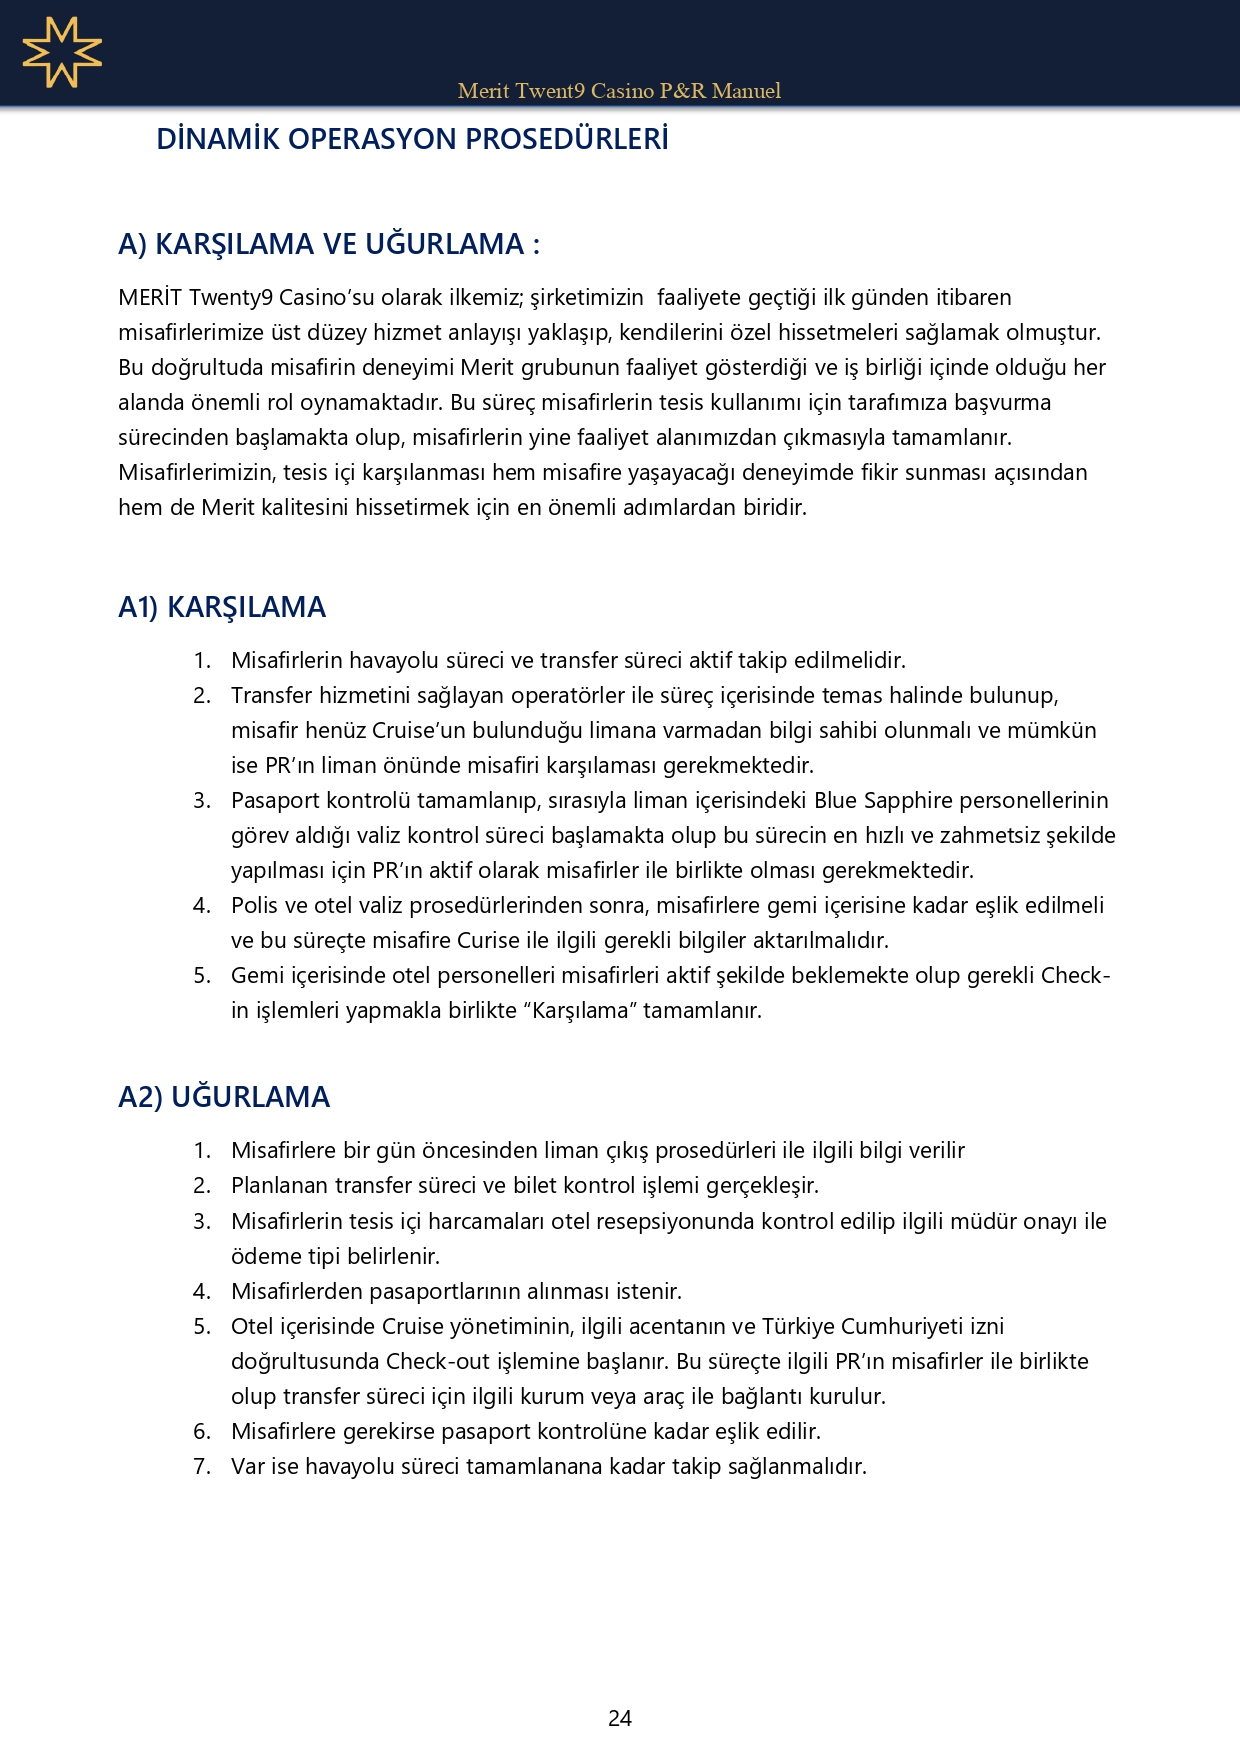 Merit Twent9 Casino P&R Manuel
DİNAMİK OPERASYON PROSEDÜRLERİ
A) KARŞILAMA VE UĞURLAMA :
MERİT Twenty9 Casino’su olarak ilkemiz; şirketimizin  faaliyete geçtiği ilk günden itibaren
misafirlerimize üst düzey hizmet anlayışı yaklaşıp, kendilerini özel hissetmeleri sağlamak olmuştur.
Bu doğrultuda misafirin deneyimi Merit grubunun faaliyet gösterdiği ve iş birliği içinde olduğu her
alanda önemli rol oynamaktadır. Bu süreç misafirlerin tesis kullanımı için tarafımıza başvurma
sürecinden başlamakta olup, misafirlerin yine faaliyet alanımızdan çıkmasıyla tamamlanır.
Misafirlerimizin, tesis içi karşılanması hem misafire yaşayacağı deneyimde fikir sunması açısından
hem de Merit kalitesini hissetirmek için en önemli adımlardan biridir.
A1) KARŞILAMA
1. Misafirlerin havayolu süreci ve transfer süreci aktif takip edilmelidir.
2. Transfer hizmetini sağlayan operatörler ile süreç içerisinde temas halinde bulunup,
misafir henüz Cruise’un bulunduğu limana varmadan bilgi sahibi olunmalı ve mümkün
ise PR’ın liman önünde misafiri karşılaması gerekmektedir.
3. Pasaport kontrolü tamamlanıp, sırasıyla liman içerisindeki Blue Sapphire personellerinin
görev aldığı valiz kontrol süreci başlamakta olup bu sürecin en hızlı ve zahmetsiz şekilde
yapılması için PR’ın aktif olarak misafirler ile birlikte olması gerekmektedir.
4. Polis ve otel valiz prosedürlerinden sonra, misafirlere gemi içerisine kadar eşlik edilmeli
ve bu süreçte misafire Curise ile ilgili gerekli bilgiler aktarılmalıdır.
5. Gemi içerisinde otel personelleri misafirleri aktif şekilde beklemekte olup gerekli Check-
in işlemleri yapmakla birlikte “Karşılama” tamamlanır.
A2) UĞURLAMA
1. Misafirlere bir gün öncesinden liman çıkış prosedürleri ile ilgili bilgi verilir
2. Planlanan transfer süreci ve bilet kontrol işlemi gerçekleşir.
3. Misafirlerin tesis içi harcamaları otel resepsiyonunda kontrol edilip ilgili müdür onayı ile
ödeme tipi belirlenir.
4. Misafirlerden pasaportlarının alınması istenir.
5. Otel içerisinde Cruise yönetiminin, ilgili acentanın ve Türkiye Cumhuriyeti izni
doğrultusunda Check-out işlemine başlanır. Bu süreçte ilgili PR’ın misafirler ile birlikte
olup transfer süreci için ilgili kurum veya araç ile bağlantı kurulur.
6. Misafirlere gerekirse pasaport kontrolüne kadar eşlik edilir.
7. Var ise havayolu süreci tamamlanana kadar takip sağlanmalıdır.
24